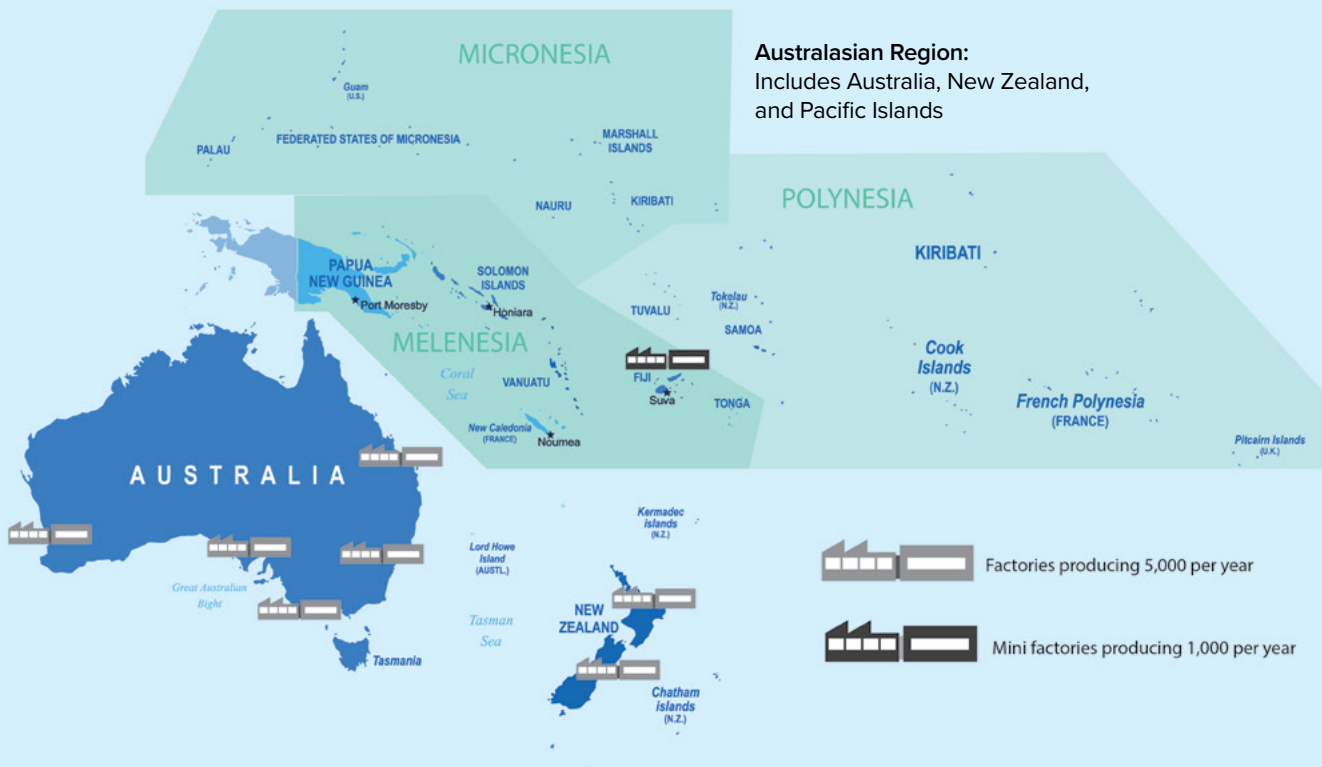 MICRONESIA
Australasian Region:
Includes Australia, New Zealand,
and Pacific Islands
Guam
(U.S.)
PALAU
FEDERATED STATES OF MICRONESIA
MARSHALL
ISLANDS
NAURU
KIRIBATI
POLYNESIA
KIRIBATI
PAPUA
NEW GUINEA
Port Moresby
SOLOMON
ISLANDS
Honiara
TUVALU
Tokelau
(N.Z.)
SAMOA
MELENESIA
Coral
Sea
VANUATU
FIJI
Suva
TONGA
Cook
Islands
(N.Z.)
French Polynesia
(FRANCE)
New Caledonia
(FRANCE)
Noumea
Pitcairn Islands
(U.K.)
AUSTRALIA
Kermadec
islands
(N.Z.)
Lord Howe
Island
(AUSTL.)
Great Australian
Bight
Tasman
Sea
NEW
ZEALAND
Tasmania
Chatham
islands
(N.Z.)
Factories producing 5,000 per year
Mini factories producing 1,000 per year